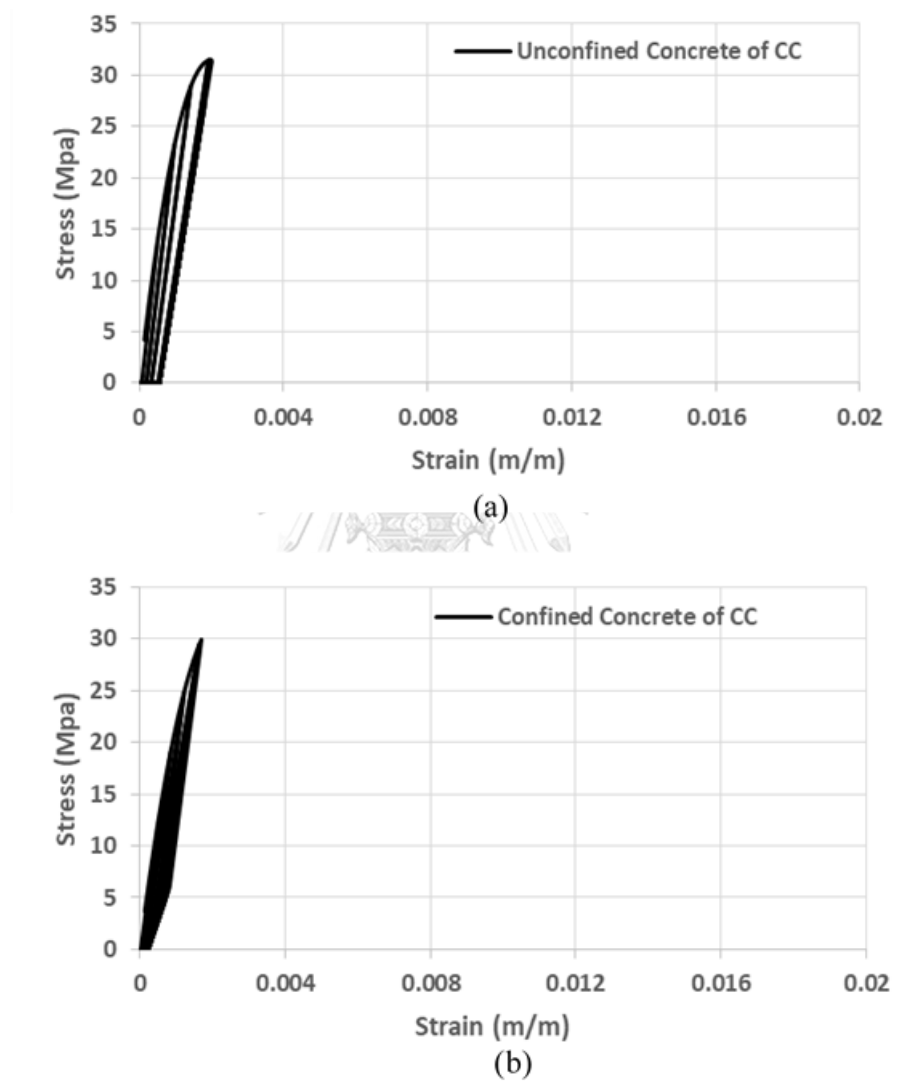 35
30
25
20
15
10
5
0
Stress (Mpa)
Unconfined Concrete of CC
0 0.004 0.008 0.012 0.016 0.02
Strain (m/m)
(a)
35
30
25
20
15
10
5
0
Stress (Mpa)
Confined Concrete of CC
0 0.004 0.008 0.012 0.016 0.02
Strain (m/m)
(b)